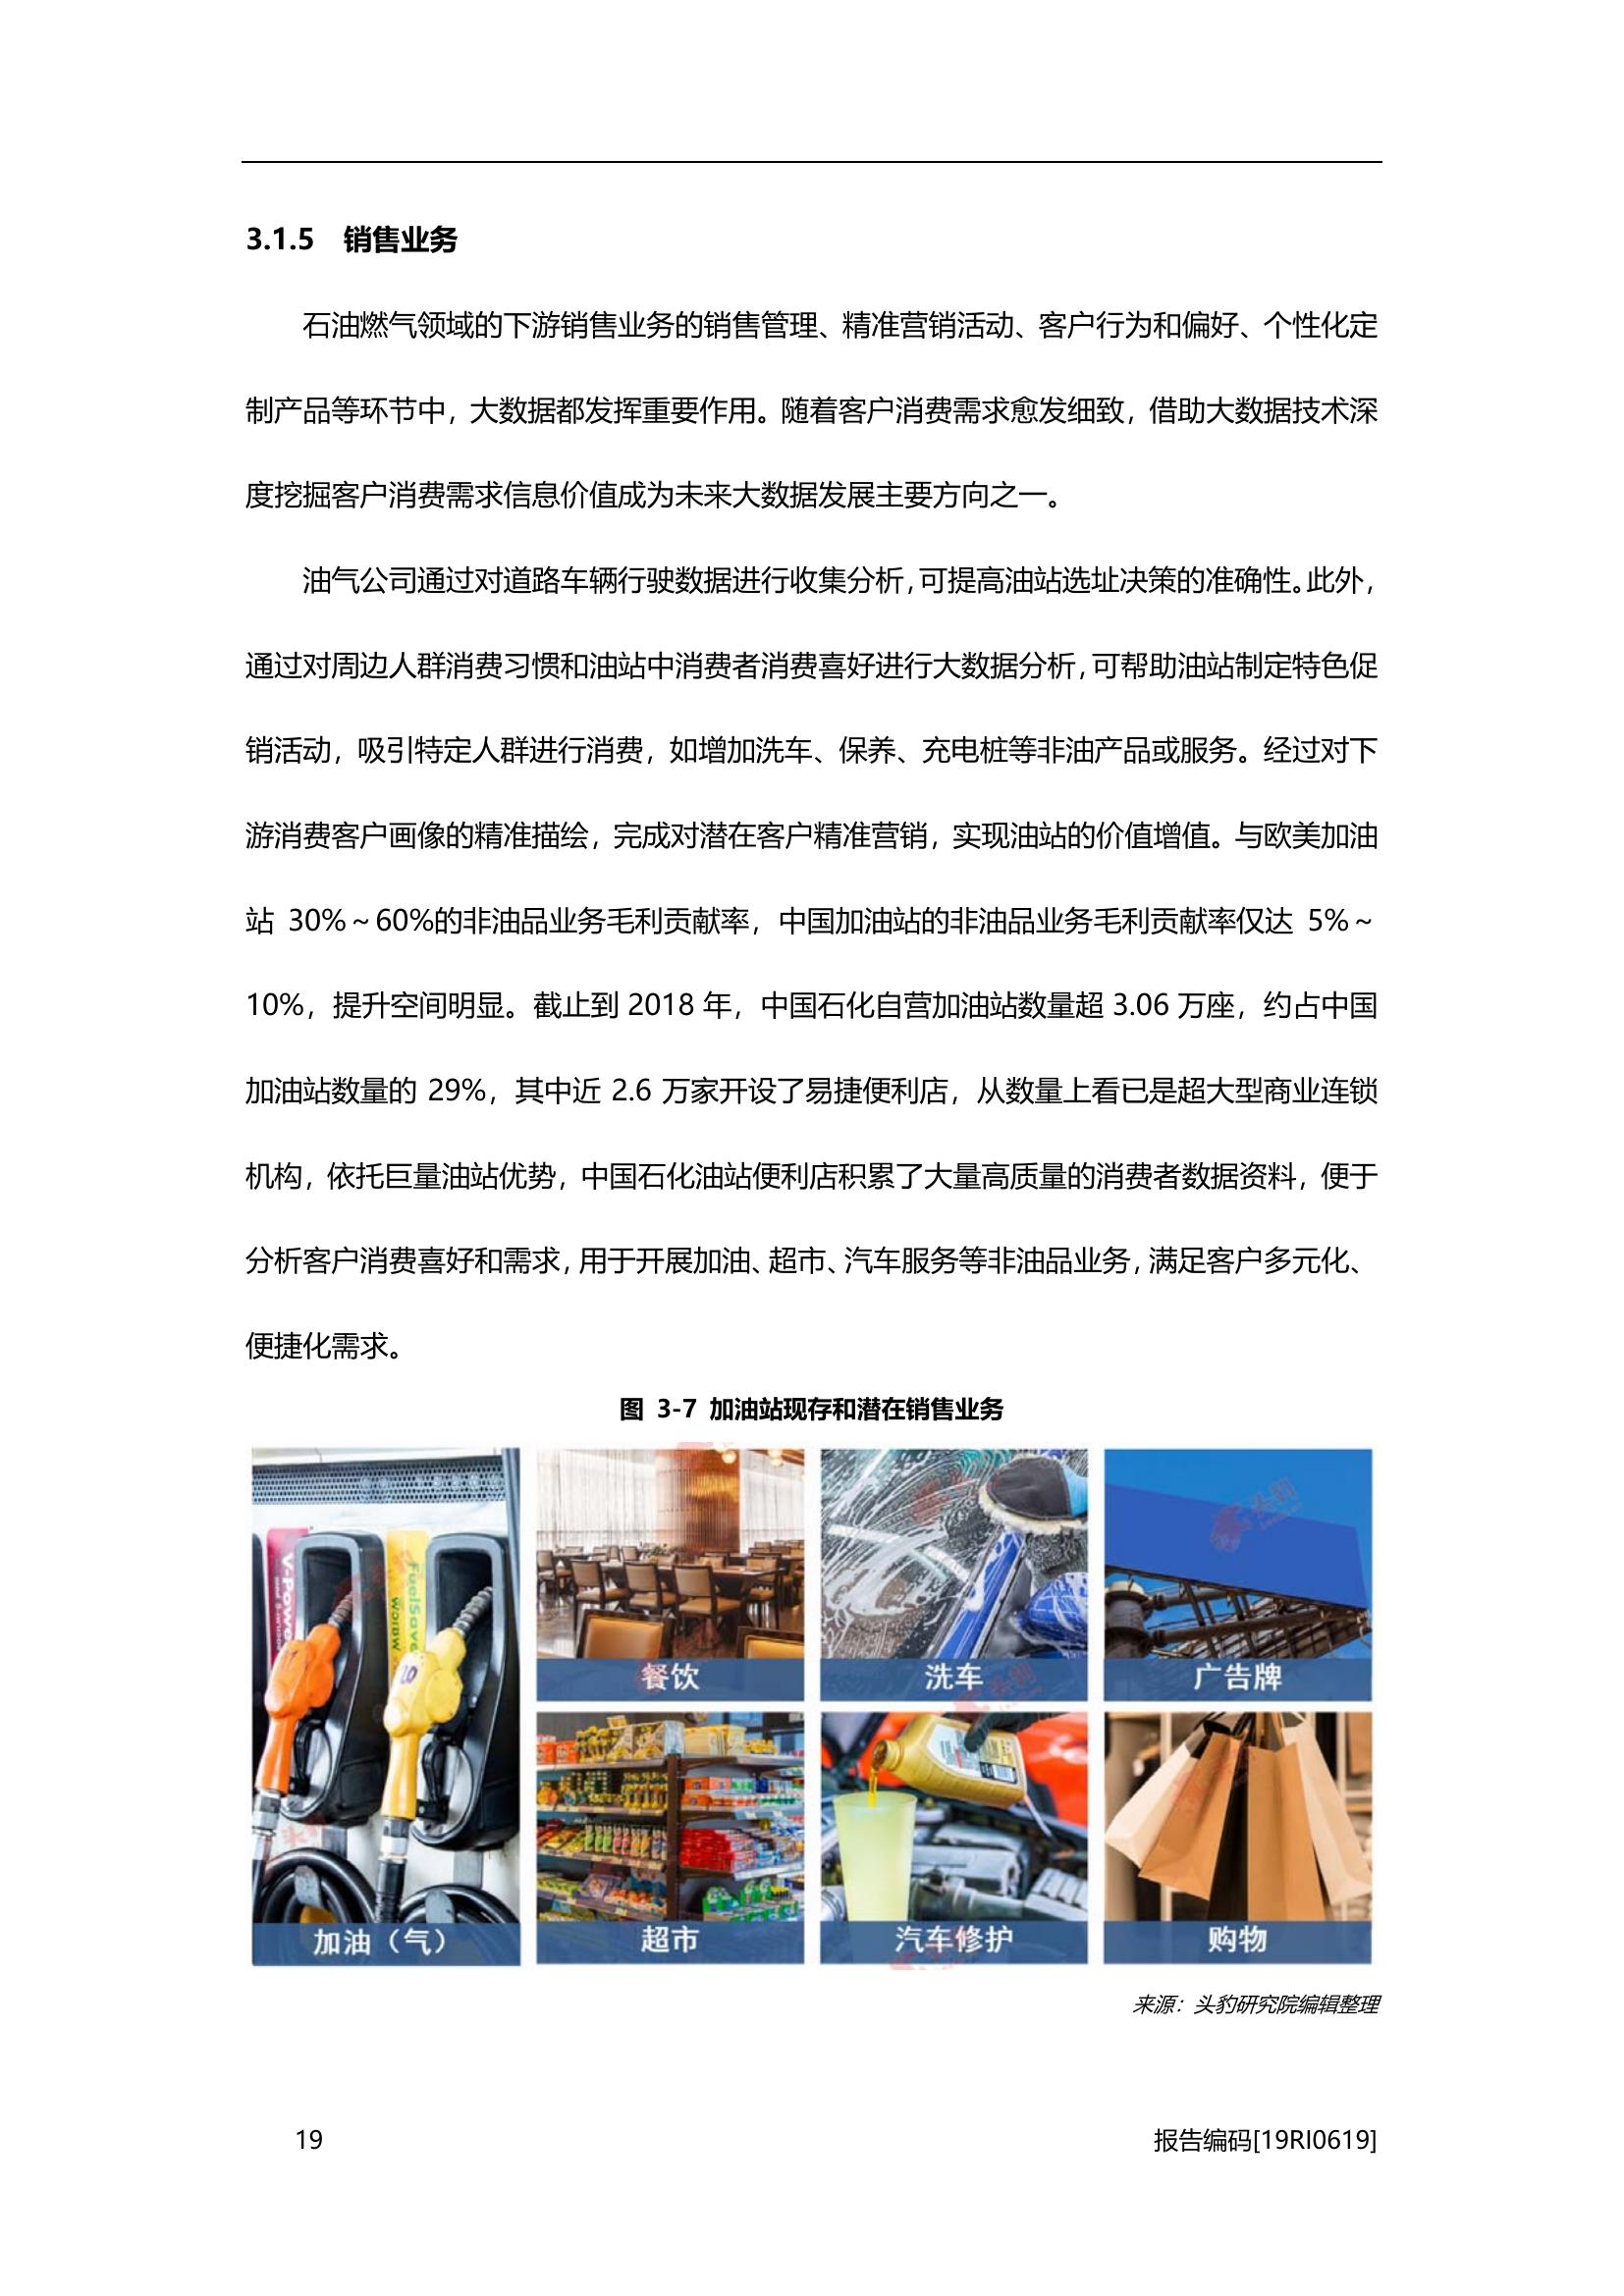 3.1.5 销售业务
石油燃气领域的下游销售业务的销售管理、精准营销活动、客户行为和偏好、个性化定
制产品等环节中，大数据都发挥重要作用。随着客户消费需求愈发细致，借助大数据技术深
度挖掘客户消费需求信息价值成为未来大数据发展主要方向之一。
油气公司通过对道路车辆行驶数据进行收集分析，可提高油站选址决策的准确性。此外，
通过对周边人群消费习惯和油站中消费者消费喜好进行大数据分析，可帮助油站制定特色促
销活动，吸引特定人群进行消费，如增加洗车、保养、充电桩等非油产品或服务。经过对下
游消费客户画像的精准描绘，完成对潜在客户精准营销，实现油站的价值增值。与欧美加油
站 30%～60%的非油品业务毛利贡献率，中国加油站的非油品业务毛利贡献率仅达 5%～
10%，提升空间明显。截止到 2018 年，中国石化自营加油站数量超 3.06 万座，约占中国
加油站数量的 29%，其中近 2.6 万家开设了易捷便利店，从数量上看已是超大型商业连锁
机构，依托巨量油站优势，中国石化油站便利店积累了大量高质量的消费者数据资料，便于
分析客户消费喜好和需求，用于开展加油、超市、汽车服务等非油品业务，满足客户多元化、
便捷化需求。
图 3-7 加油站现存和潜在销售业务
V-Power
FuelSave
加油（气）
餐饮
洗车
广告牌
超市
汽车修护
购物
来源：头豹研究院编辑整理
19
报告编码[19RI0619]